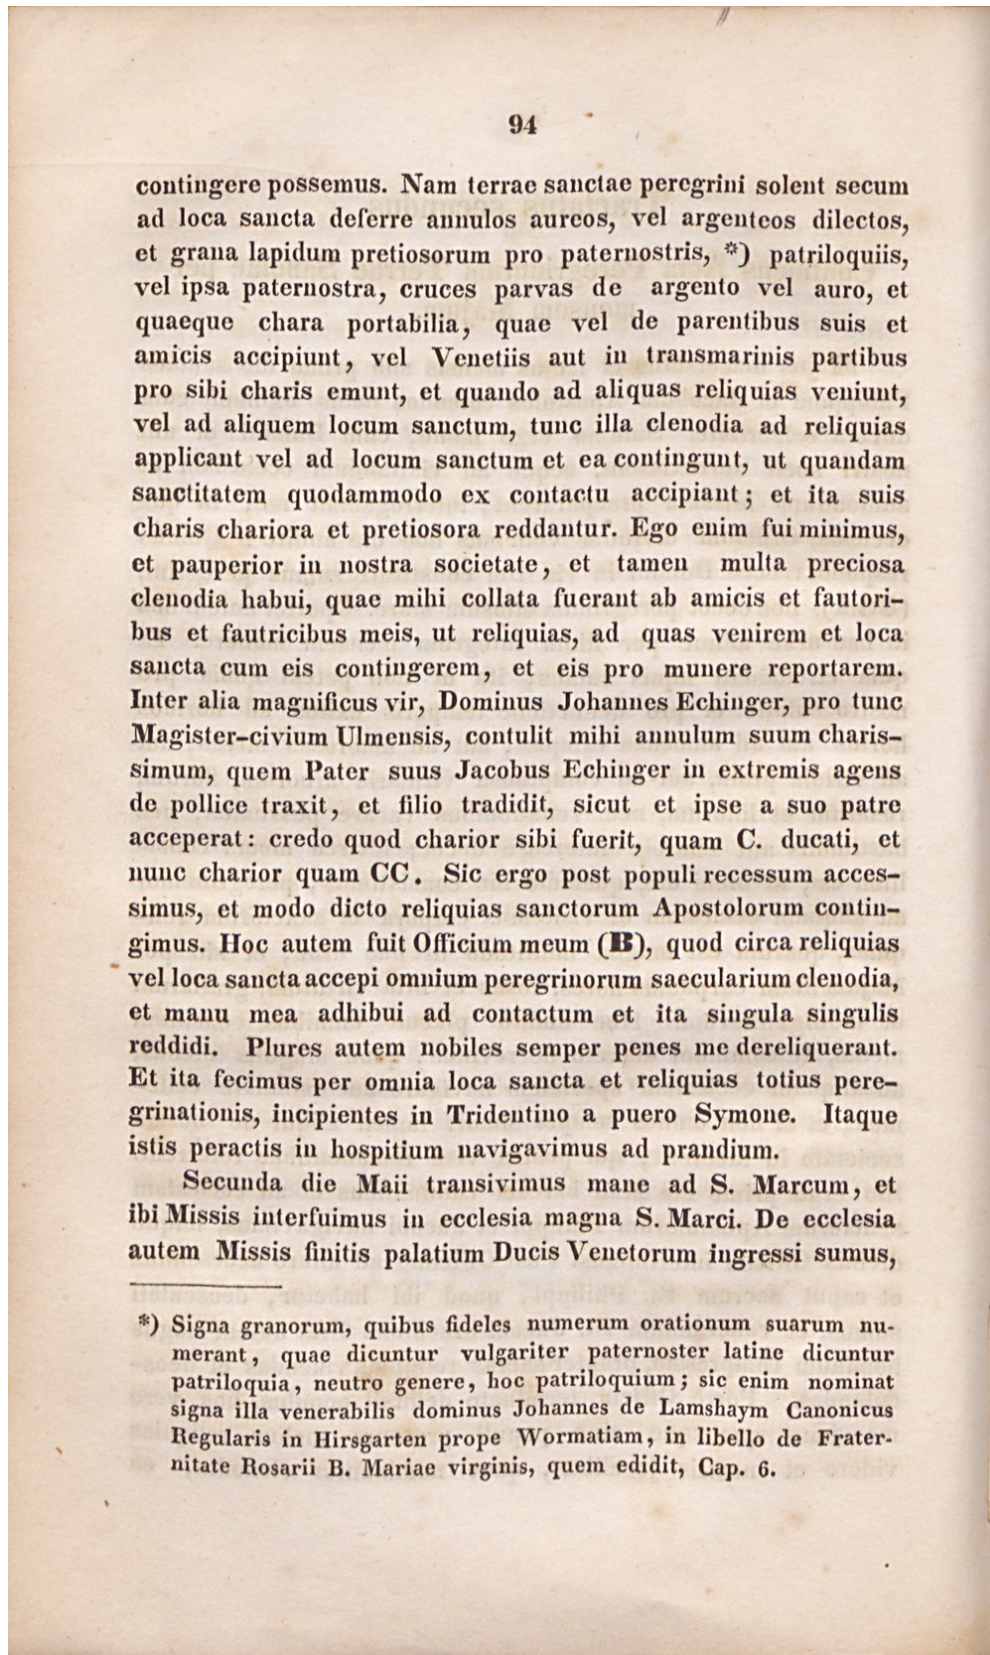 94
contingere possemus. Nam terrae sanctae peregrini solent secum
ad loca sancta deferre annulos aureos, vel argenteos dilectos,
et grana lapidum pretiosorum pro paternostris, *) patriloquiis,
vel ipsa paternostra, cruces parvas de argento vel auro, et
quaeque chara portabilia, quae vel de parentibus suis et
amicis accipiunt, vel Venetiis aut in transmarinis partibus
pro sibi charis emunt, et quando ad aliquas reliquias veniunt,
vel ad aliquem locum sanctum, tunc illa clenodia ad reliquias
applicant vel ad locum sanctum et ea contingunt, ut quandam
sanctitatem quodammodo ex contactu accipiant; et ita suis
charis chariora et pretiosora reddantur. Ego enim fui minimus,
et pauperior in nostra societate, et tamen multa preciosa
clenodia habui, quae mihi collata fuerant ab amicis et fautori-
bus et fautricibus meis, ut reliquias, ad quas venirem et loca
sancta cum eis contingerem, et eis pro munere reportarem.
Inter alia magnificus vir, Dominus Johannes Echinger, pro tunc
Magister-civium Ulmensis, contulit mihi annulum suum charis-
simum, quem Pater suus Jacobus Echinger in extremis agens
de pollice traxit, et filio tradidit, sicut et ipse a suo patre
acceperat: credo quod charior sibi fuerit, quam C. ducati, et
nunc charior quam CC. Sic ergo post populi recessum acces-
simus, et modo dicto reliquias sanctorum Apostolorum contin-
gimus. Hoc autem fuit Officium meum (B), quod circa reliquias
vel loca sancta accepi omnium peregrinorum saecularium clenodia,
et manu mea adhibui ad contactum et ita singula singulis
reddidi. Plures autem nobiles semper penes me dereliquerant.
Et ita fecimus per omnia loca sancta et reliquias totius pere-
grinationis, incipientes in Tridentino a puero Symone. Itaque
istis peractis in hospitium navigavimus ad prandium.
Secunda die Maii transivimus mane ad S. Marcum, et
ibi Missis interfuimus in ecclesia magna S. Marci. De ecclesia
autem Missis finitis palatium Ducis Venetorum ingressi sumus,
*) Signa granorum, quibus fideles numerum orationum suarum nu-
merant, quae dicuntur vulgariter paternoster latine dicuntur
patriloquia, neutro genere, hoc patriloquium; sic enim nominat
signa illa venerabilis dominus Johannes de Lamshaym Canonicus
Regularis in Hirsgarten prope Wormatiam, in libello de Frater-
nitate Rosarii B. Mariae virginis, quem edidit, Cap. 6.